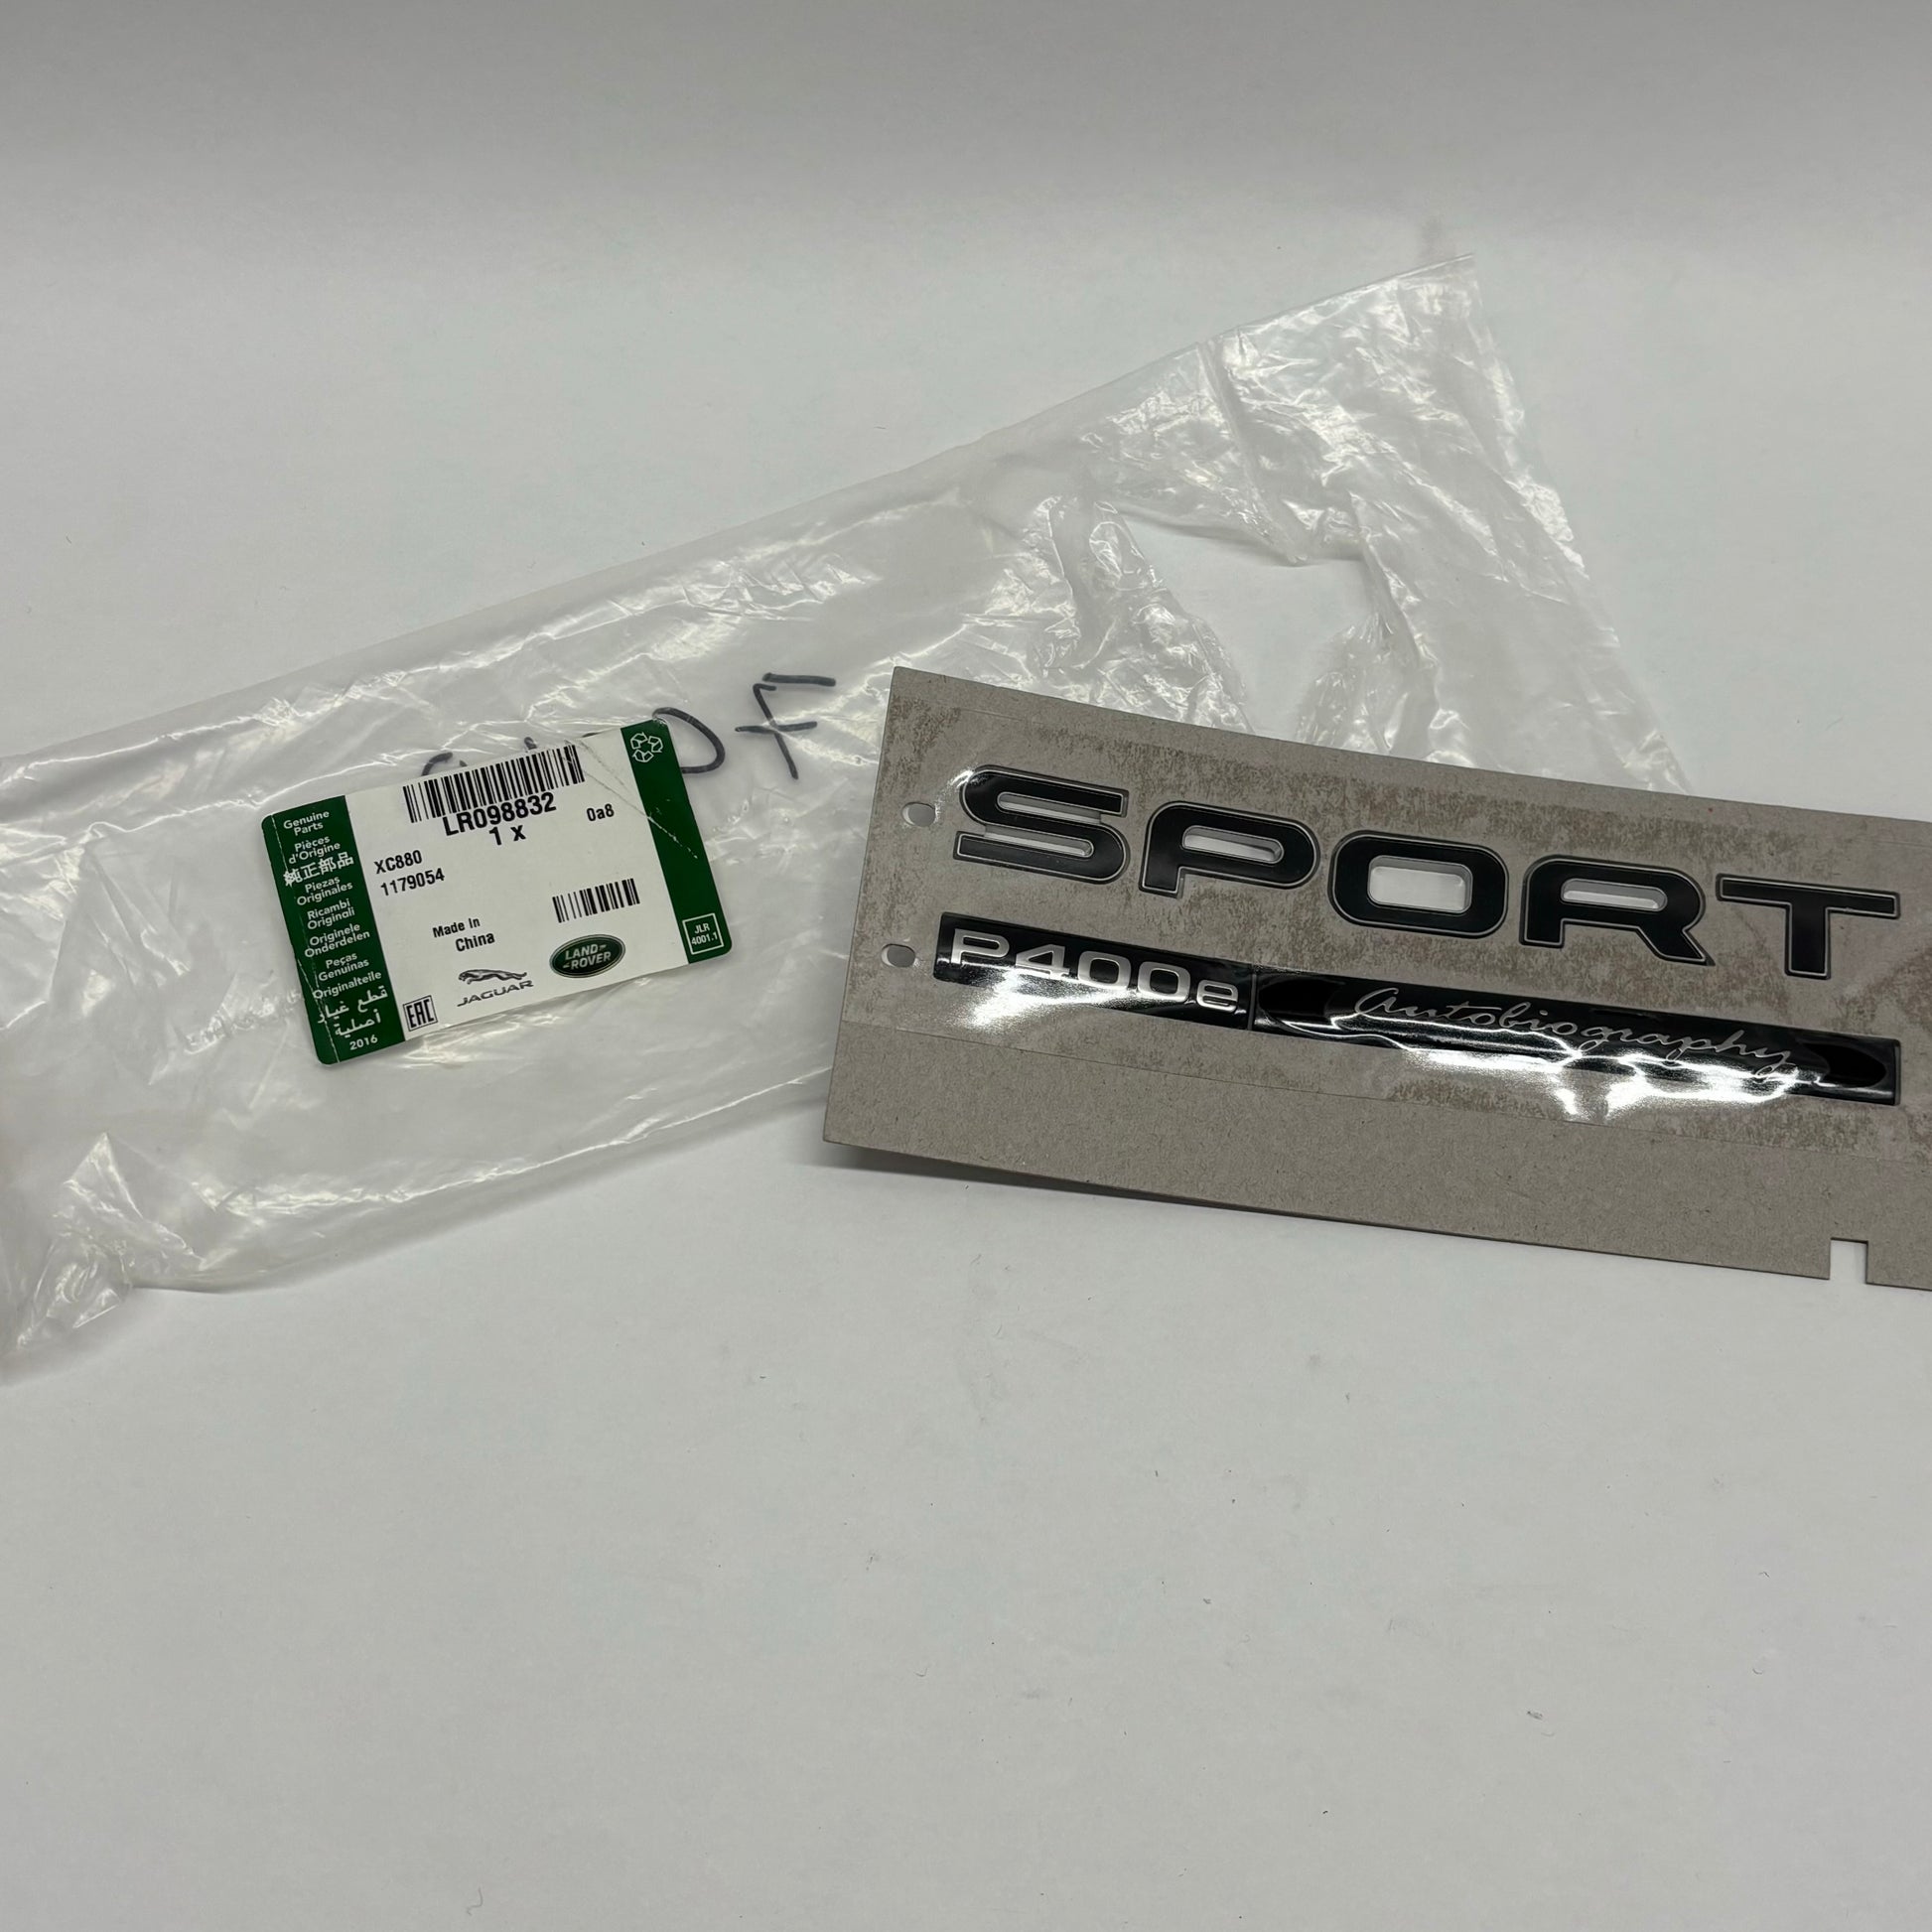 DF
Genuine
Parts
Pièces
d'Origine
純正部品
Piezas
Originales
Ricambi
Originali
Originele
Onderdelen
Peças
Genuinas
Originalteile
قطع غيار
أصلية
2016
LR098832
1 x
0a8
XC880
1179054
Made in
China
EAC
JAGUAR
LAND-
-ROVER
JLR
4001.1
SPORT
P400e
Autobiography